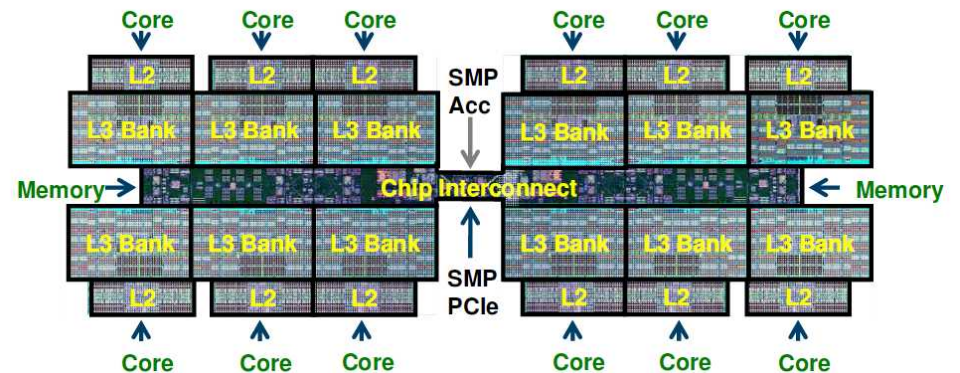 Core Core Core Core Core Core
L2 L2 L2 SMP L2 L2 L2
Acc
L3 Bank L3 Bank L3 Bank L3 Bank L3 Bank L3 Bank
Memory Chip Interconnect Memory
L3 Bank L3 Bank L3 Bank L3 Bank L3 Bank L3 Bank
SMP
L2 L2 L2 PCIe L2 L2 L2
Core Core Core Core Core Core